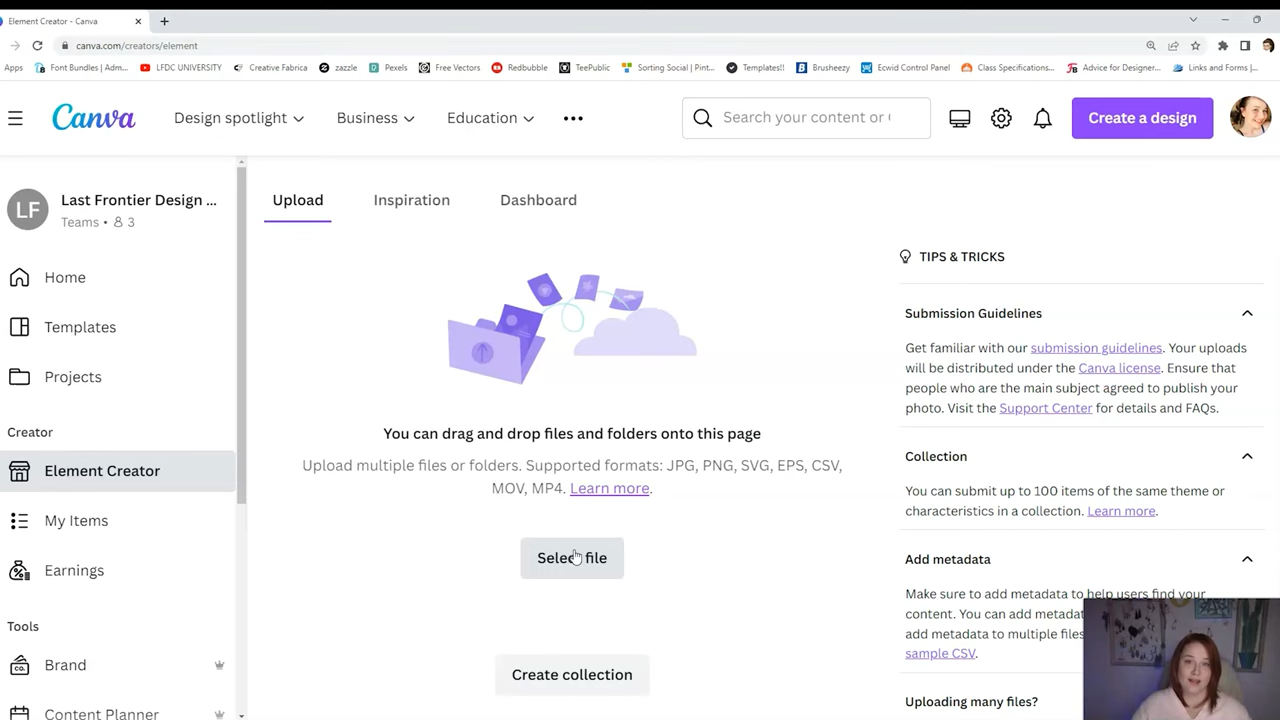 Element Creator - Canva
canva.com/creators/element
Apps
Font Bundles | Adm...
LFDC UNIVERSITY
Creative Fabrica
zazzle
Pexels
Free Vectors
Redbubble
TeePublic
Sorting Social | Pint...
Templates!!
Brusheezy
Ecwid Control Panel
Class Specifications...
Advice for Designer...
Links and Forms |...
Canva
Design spotlight
Business
Education
Search your content or
Create a design
LF
Last Frontier Design ...
Teams • 3
Home
Templates
Projects
Creator
Element Creator
My Items
Earnings
Tools
Brand
Content Planner
Upload
Inspiration
Dashboard
You can drag and drop files and folders onto this page
Upload multiple files or folders. Supported formats: JPG, PNG, SVG, EPS, CSV,
MOV, MP4. Learn more.
Select file
Create collection
TIPS & TRICKS
Submission Guidelines
Get familiar with our submission guidelines. Your uploads
will be distributed under the Canva license. Ensure that
people who are the main subject agreed to publish your
photo. Visit the Support Center for details and FAQs.
Collection
You can submit up to 100 items of the same theme or
characteristics in a collection. Learn more.
Add metadata
Make sure to add metadata to help users find your
content. You can add metadata
add metadata to multiple files
sample CSV.
Uploading many files?